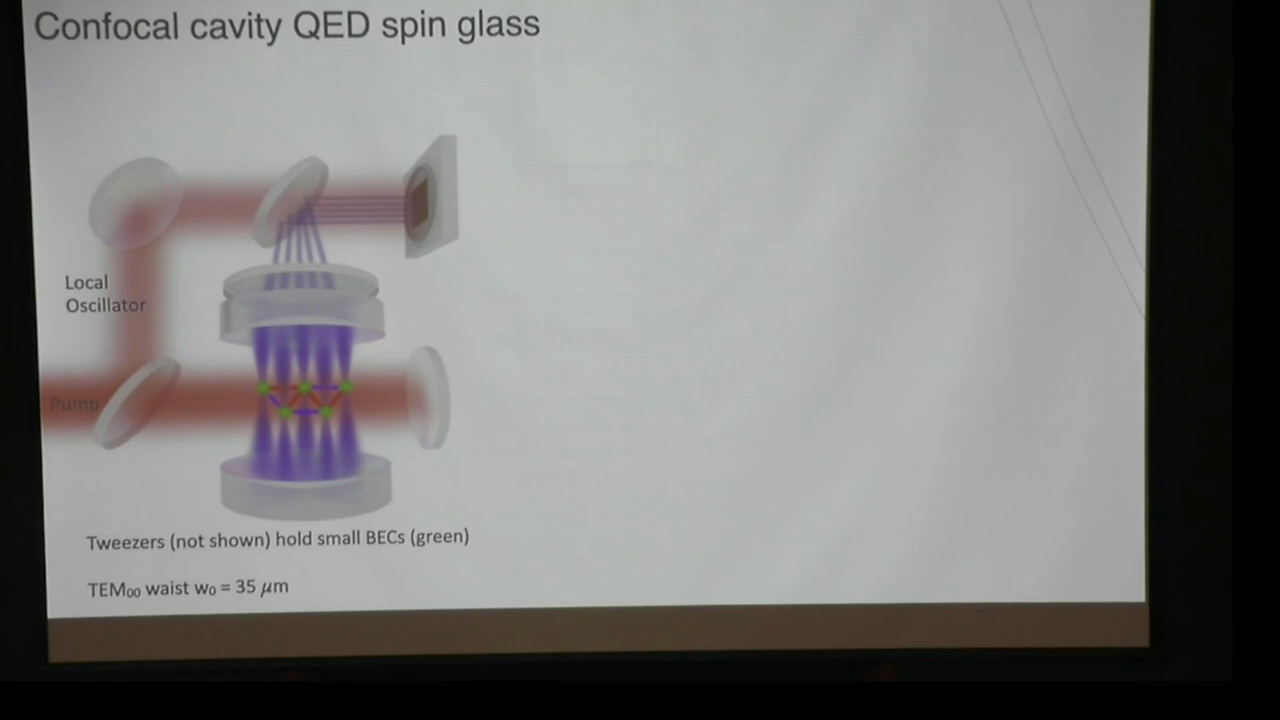 Confocal cavity QED spin glass
Local
Oscillator
Pump
Tweezers (not shown) hold small BECs (green)
TEM₀₀ waist w₀ = 35 μm